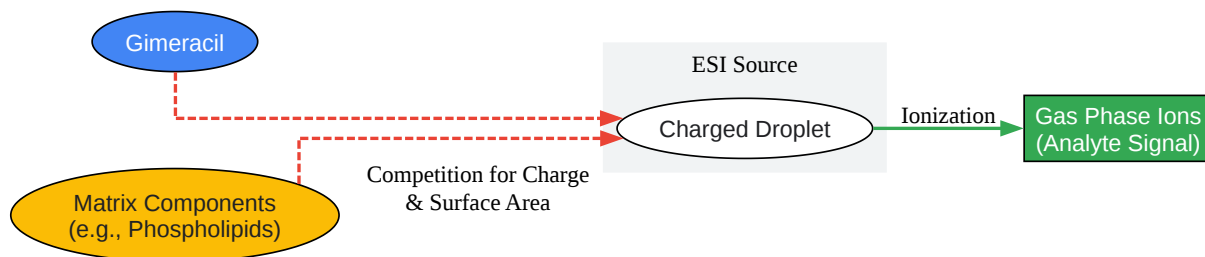 Gimeracil
ESI Source
Charged Droplet
Ionization
Gas Phase Ions
(Analyte Signal)
Competition for Charge
& Surface Area
Matrix Components
(e.g., Phospholipids)